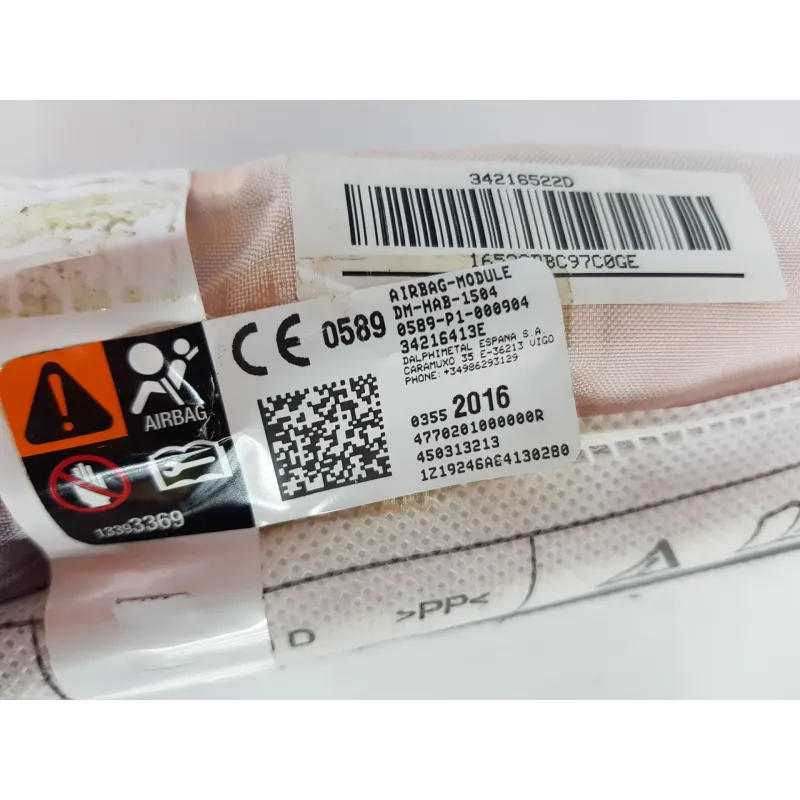 34216522D
AIRBAG-MODULE
DM-HAB-1504
0589-P1-000904
34216413E
DALPHIMETAL ESPANA S.A.
CARAMUXO 35 E-36213 VIGO
PHONE: +34986293129
CE 0589
0355 2016
4770201000000R
450313213
AIRBAG
13393369
>PP<
D